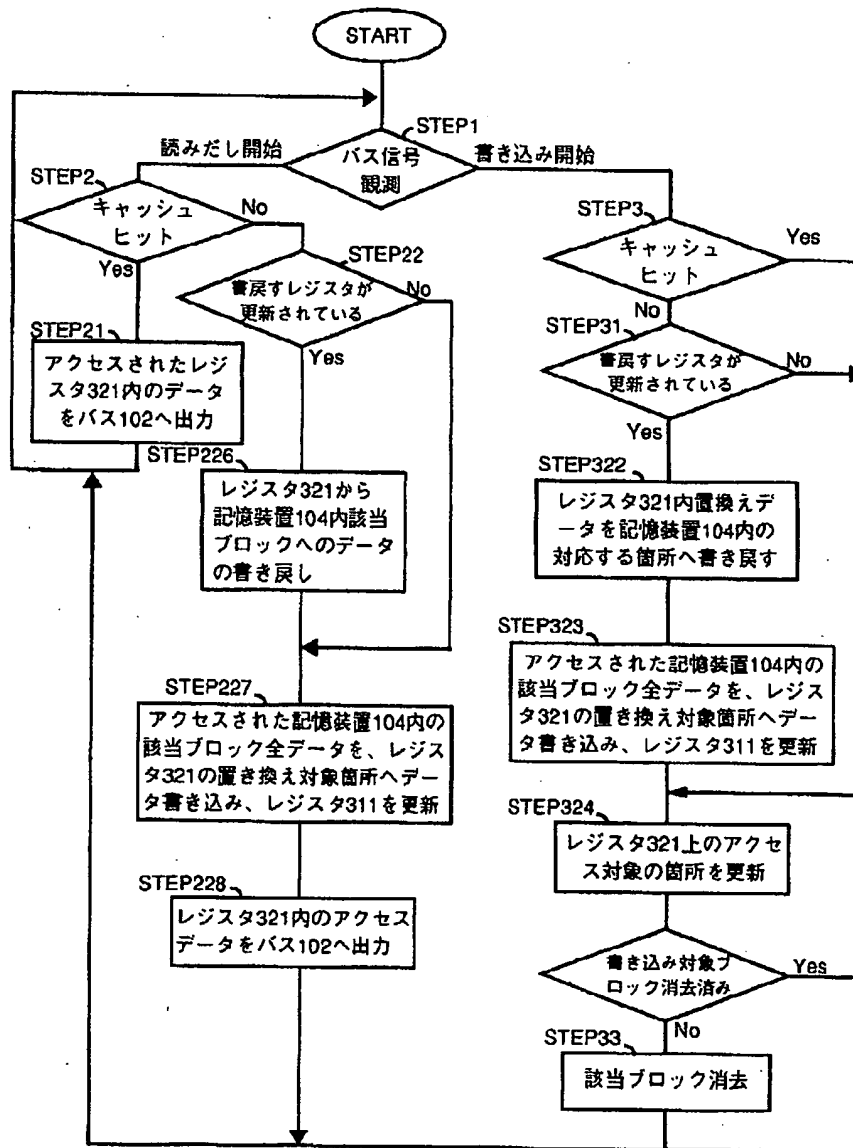 START
STEP1
読みだし開始
バス信号
観測
書き込み開始
STEP2
キャッシュ
ヒット
No
Yes
STEP22
書戻すレジスタが
更新されている
No
Yes
STEP21
アクセスされたレジ
スタ321内のデータ
をバス102へ出力
STEP226
レジスタ321から
記憶装置104内該当
ブロックへのデータ
の書き戻し
STEP227
アクセスされた記憶装置104内の
該当ブロック全データを、レジス
タ321の置き換え対象箇所へデー
タ書き込み、レジスタ311を更新
STEP228
レジスタ321内のアクセス
データをバス102へ出力
STEP3
キャッシュ
ヒット
Yes
No
STEP31
書戻すレジスタが
更新されている
No
Yes
STEP322
レジスタ321内置換えデ
ータを記憶装置104内の
対応する箇所へ書き戻す
STEP323
アクセスされた記憶装置104内の
該当ブロック全データを、レジス
タ321の置き換え対象箇所へデー
タ書き込み、レジスタ311を更新
STEP324
レジスタ321上のアクセ
ス対象の箇所を更新
書き込み対象ブ
ロック消去済み
Yes
No
STEP33
該当ブロック消去